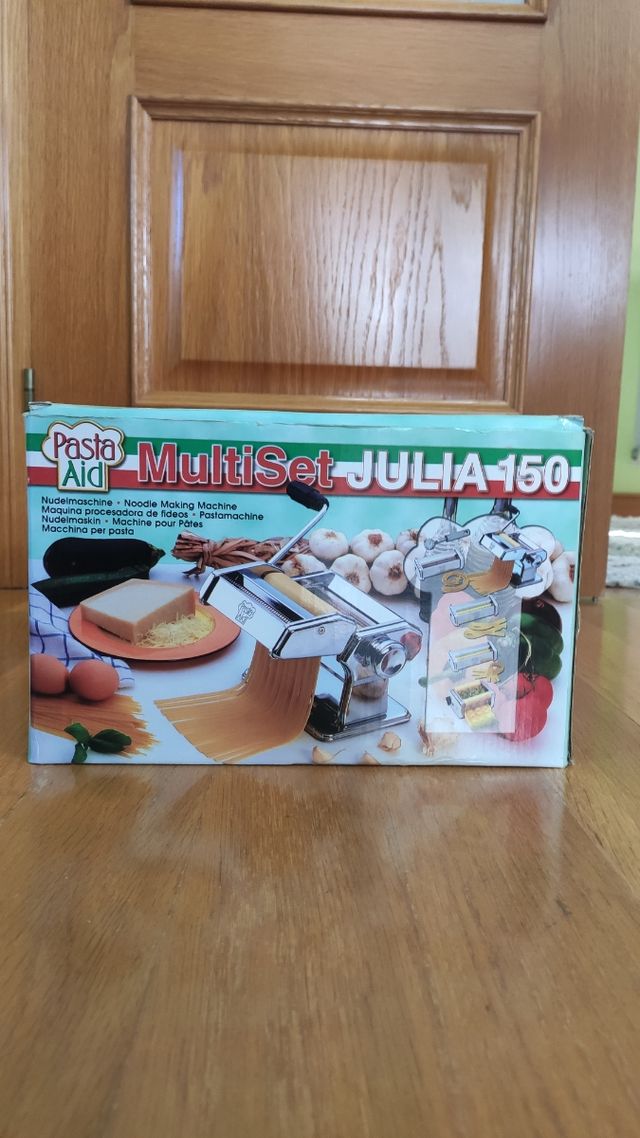 Pasta
Aid
MultiSet JULIA 150
Nudelmaschine • Noodle Making Machine
Maquina procesadora de fideos • Pastamachine
Nudelmaskin • Machine pour Pâtes
Macchina per pasta